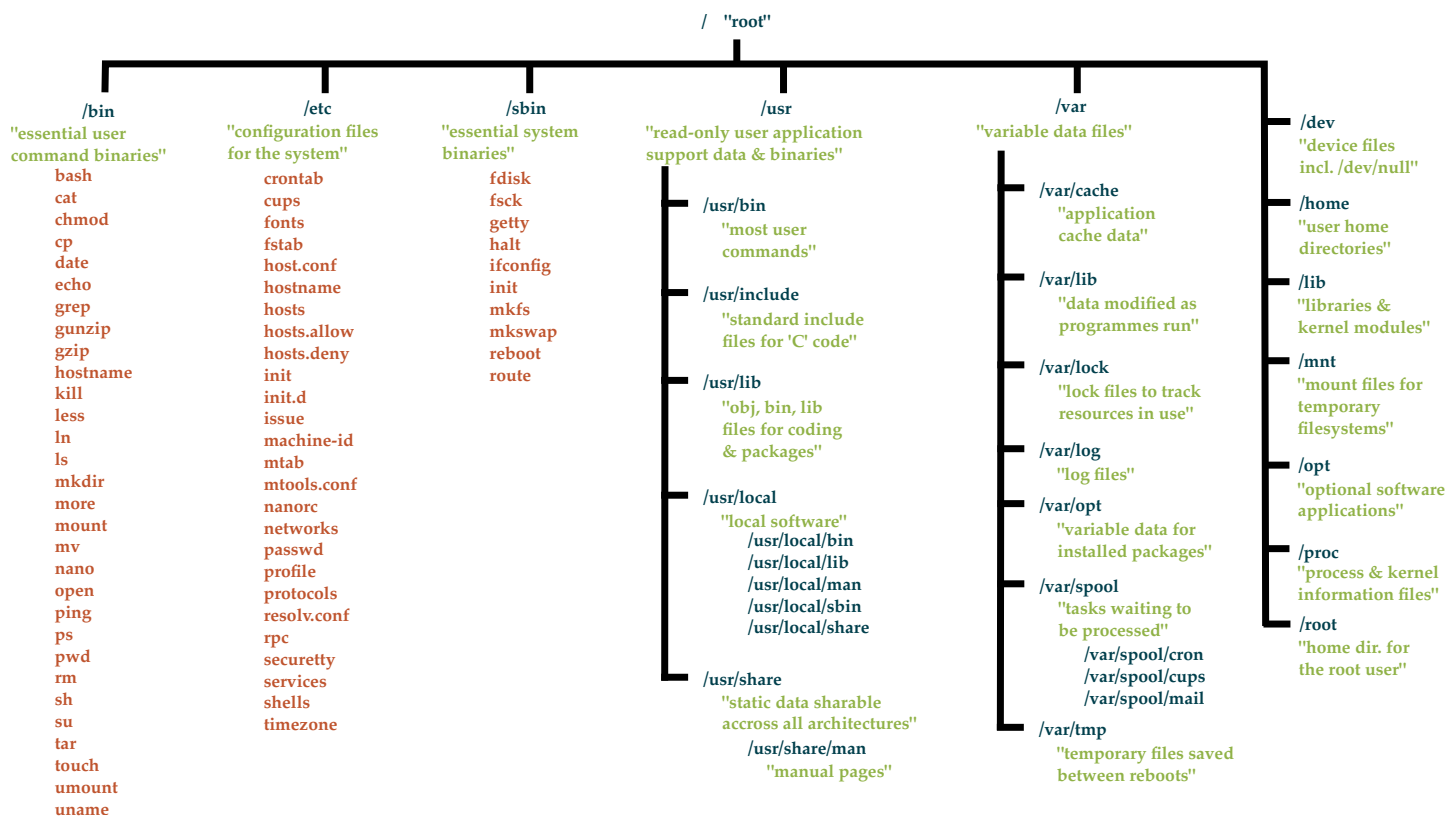 / "root"
/bin
"essential user
command binaries"
bash
cat
chmod
cp
date
echo
grep
gunzip
gzip
hostname
kill
less
ln
ls
mkdir
more
mount
mv
nano
open
ping
ps
pwd
rm
sh
su
tar
touch
umount
uname
/etc
"configuration files
for the system"
crontab
cups
fonts
fstab
host.conf
hostname
hosts
hosts.allow
hosts.deny
init
init.d
issue
machine-id
mtab
mtools.conf
nanorc
networks
passwd
profile
protocols
resolv.conf
rpc
securetty
services
shells
timezone
/sbin
"essential system
binaries"
fdisk
fsck
getty
halt
ifconfig
init
mkfs
mkswap
reboot
route
/usr
"read-only user application
support data & binaries"
/usr/bin
"most user
commands"
/usr/include
"standard include
files for 'C' code"
/usr/lib
"obj, bin, lib
files for coding
& packages"
/usr/local
"local software"
/usr/local/bin
/usr/local/lib
/usr/local/man
/usr/local/sbin
/usr/local/share
/usr/share
"static data sharable
accross all architectures"
/usr/share/man
"manual pages"
/var
"variable data files"
/var/cache
"application
cache data"
/var/lib
"data modified as
programmes run"
/var/lock
"lock files to track
resources in use"
/var/log
"log files"
/var/opt
"variable data for
installed packages"
/var/spool
"tasks waiting to
be processed"
/var/spool/cron
/var/spool/cups
/var/spool/mail
/var/tmp
"temporary files saved
between reboots"
/dev
"device files
incl. /dev/null"
/home
"user home
directories"
/lib
"libraries &
kernel modules"
/mnt
"mount files for
temporary
filesystems"
/opt
"optional software
applications"
/proc
"process & kernel
information files"
/root
"home dir. for
the root user"